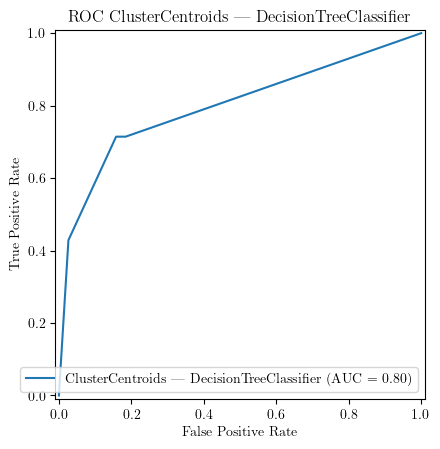 ROC ClusterCentroids — DecisionTreeClassifier
1.0
0.8
0.6
0.4
0.2
0.0
True Positive Rate
ClusterCentroids — DecisionTreeClassifier (AUC = 0.80)
0.0 0.2 0.4 0.6 0.8 1.0
False Positive Rate